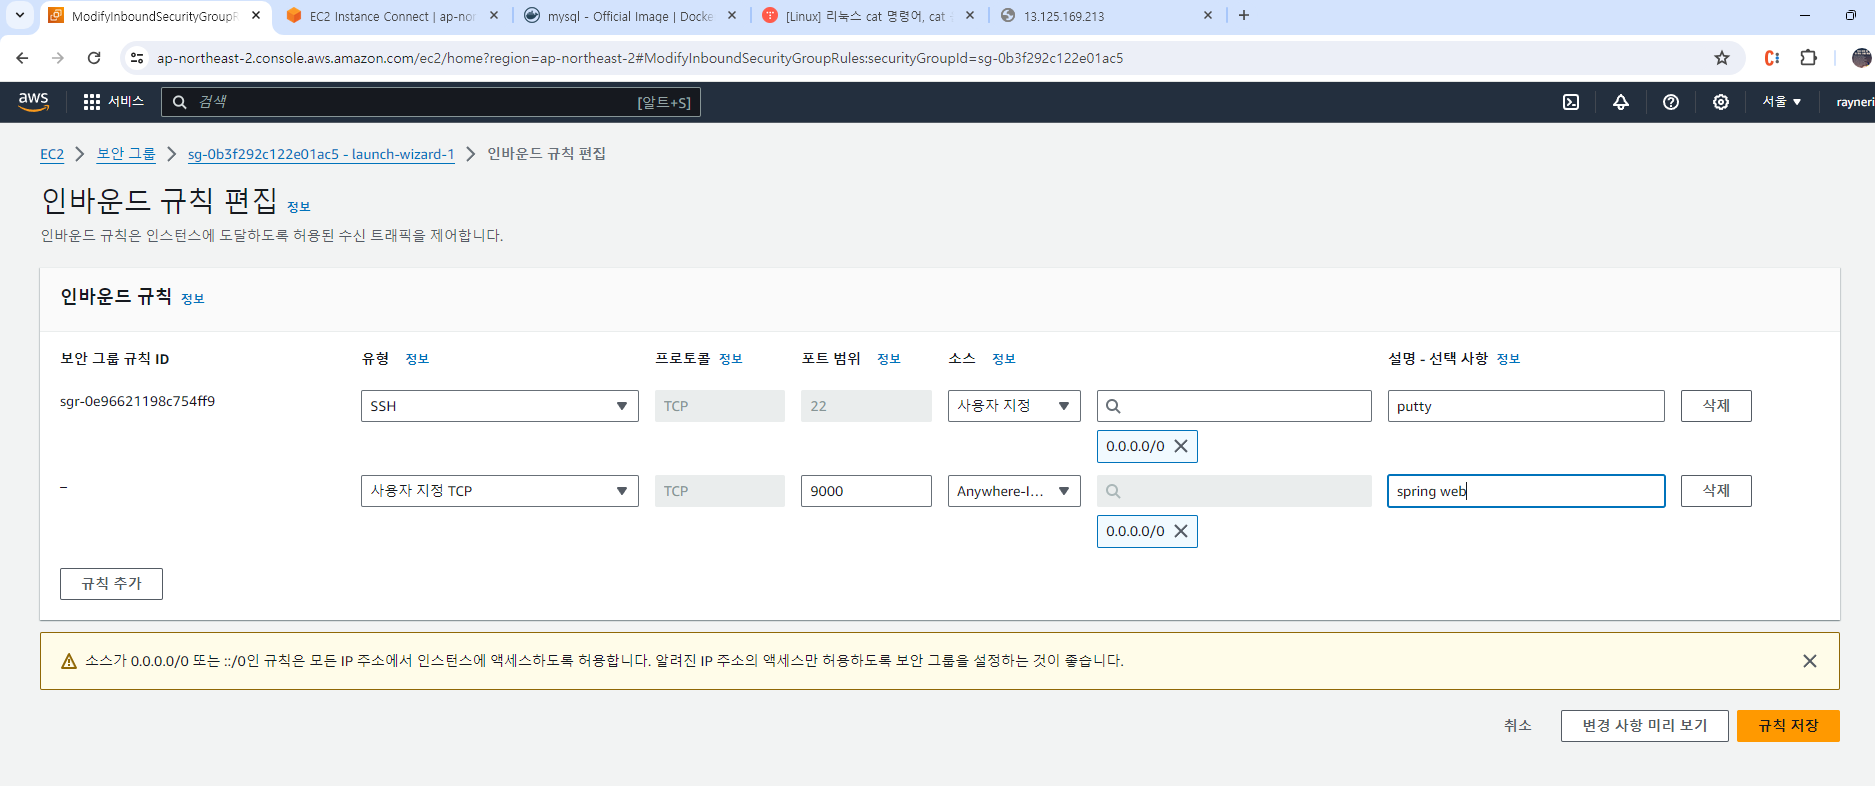 ModifyInboundSecurityGroupR
EC2 Instance Connect | ap-nor
mysql - Official Image | Docke
[Linux] 리눅스 cat 명령어, cat
13.125.169.213
ap-northeast-2.console.aws.amazon.com/ec2/home?region=ap-northeast-2#ModifyInboundSecurityGroupRules:securityGroupId=sg-0b3f292c122e01ac5
aws
서비스
검색
[알트+S]
서울
rayneri
EC2
보안 그룹
sg-0b3f292c122e01ac5 - launch-wizard-1
인바운드 규칙 편집
인바운드 규칙 편집 정보
인바운드 규칙은 인스턴스에 도달하도록 허용된 수신 트래픽을 제어합니다.
인바운드 규칙 정보
보안 그룹 규칙 ID
유형 정보
프로토콜 정보
포트 범위 정보
소스 정보
설명 - 선택 사항 정보
sgr-0e96621198c754ff9
SSH
TCP
22
사용자 지정
putty
삭제
0.0.0.0/0
–
사용자 지정 TCP
TCP
9000
Anywhere-I...
spring web
삭제
0.0.0.0/0
규칙 추가
소스가 0.0.0.0/0 또는 ::/0인 규칙은 모든 IP 주소에서 인스턴스에 액세스하도록 허용합니다. 알려진 IP 주소의 액세스만 허용하도록 보안 그룹을 설정하는 것이 좋습니다.
취소
변경 사항 미리 보기
규칙 저장